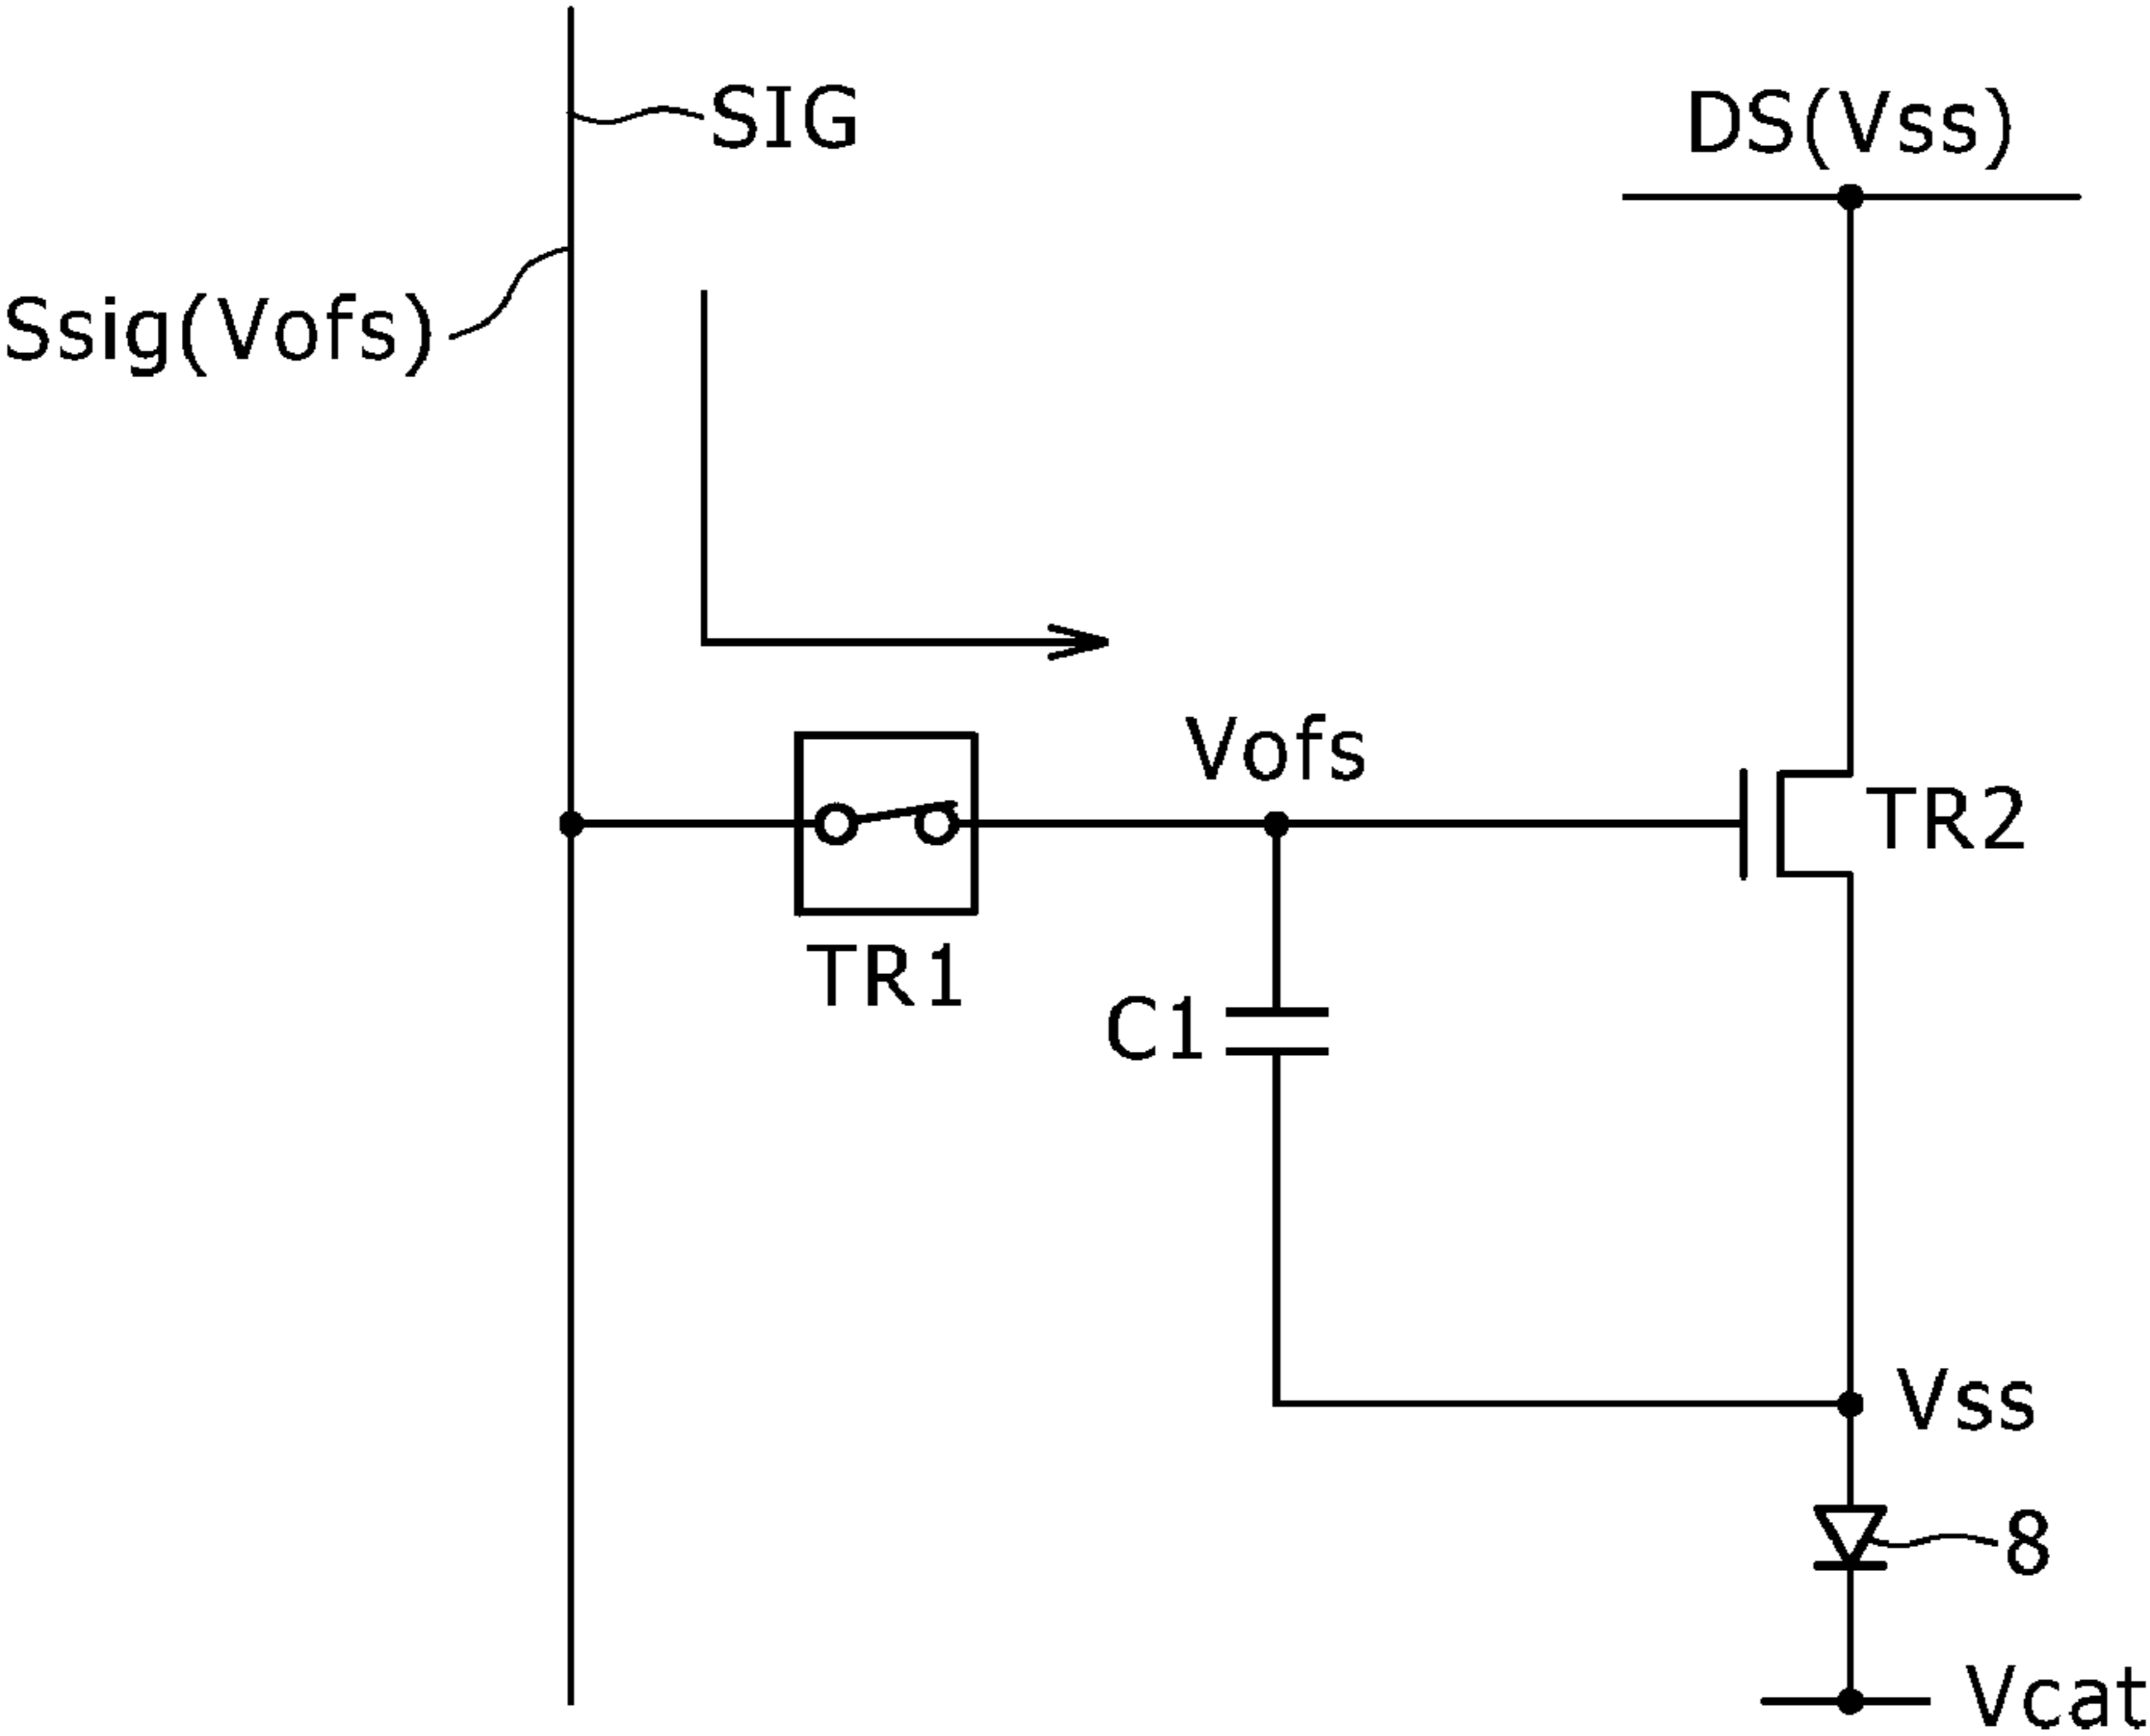 SIG
DS(Vss)
Ssig(Vofs)
Vofs
TR2
TR1
C1
Vss
8
Vcat